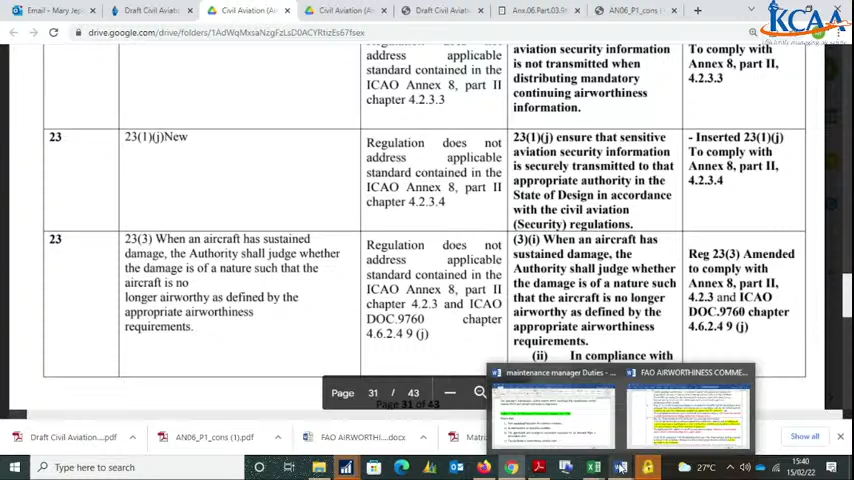 Email - Mary Jep
Draft Civil Aviatio
Civil Aviation (Air
Civil Aviation (Air
Draft Civil Aviatio
Anx.06.Part.03.9t
AN06_P1_cons (
KCAA
drive.google.com/drive/folders/1AdWqMxsaNzgFzLsD0ACYRtizEs67fsex
Regulation does not
address applicable
standard contained in the
ICAO Annex 8, part II
chapter 4.2.3.3
aviation security information
is not transmitted when
distributing mandatory
continuing airworthiness
information.
To comply with
Annex 8, part II,
4.2.3.3
23
23(1)(j)New
Regulation does not
address applicable
standard contained in the
ICAO Annex 8, part II
chapter 4.2.3.4
23(1)(j) ensure that sensitive
aviation security information
is securely transmitted to that
appropriate authority in the
State of Design in accordance
with the civil aviation
(Security) regulations.
- Inserted 23(1)(j)
To comply with
Annex 8, part II,
4.2.3.4
23
23(3) When an aircraft has sustained
damage, the Authority shall judge whether
the damage is of a nature such that the
aircraft is no
longer airworthy as defined by the
appropriate airworthiness
requirements.
Regulation does not
address applicable
standard contained in the
ICAO Annex 8, part II
chapter 4.2.3 and ICAO
DOC.9760 chapter
4.6.2.4 9 (j)
(3)(i) When an aircraft has
sustained damage, the
Authority shall judge whether
the damage is of a nature such
that the aircraft is no longer
airworthy as defined by the
appropriate airworthiness
requirements.
(ii) In compliance with
Reg 23(3) Amended
to comply with
Annex 8, part II,
4.2.3 and ICAO
DOC.9760 chapter
4.6.2.4 9 (j)
maintenance manager Duties - ...
FAO AIRWORTHINESS COMME...
Page 31 / 43
Page 31 of 43
Draft Civil Aviation....pdf
AN06_P1_cons (1).pdf
FAO AIRWORTHI....docx
Matri
Show all
Type here to search
27°C
15:40
15/02/22